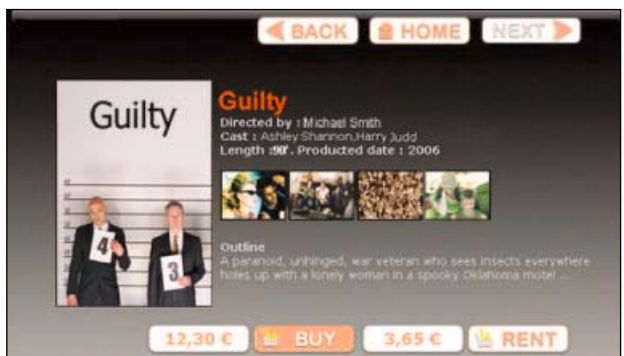 BACK HOME NEXT
Guilty
4
3
Guilty
Directed by : Michael Smith
Cast : Ashley Shannon,Harry Judd
Length :90'. Producted date : 2006
Outline
A paranoid, unhinged, war veteran who sees insects everywhere
holes up with a lonely woman in a spooky Oklahoma motel ....
12,30 € BUY 3,65 € RENT